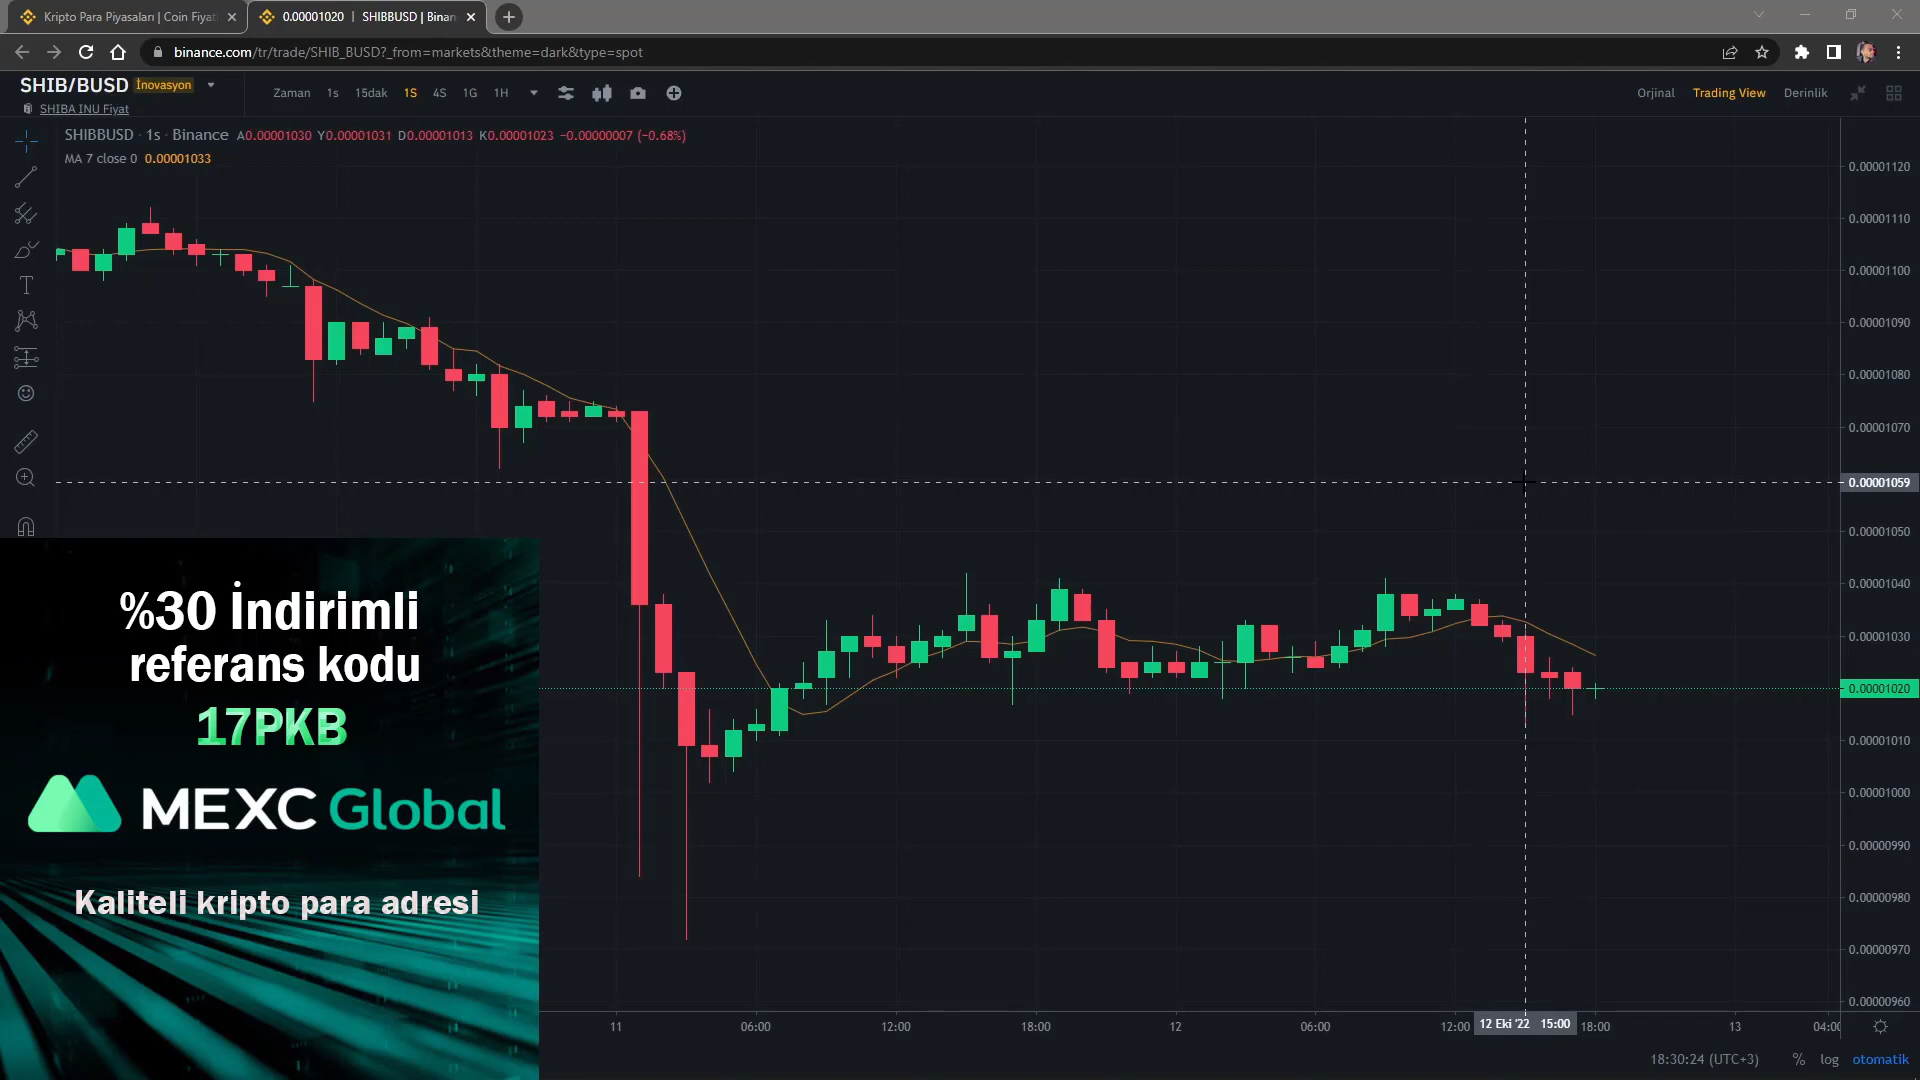 Kripto Para Piyasaları | Coin Fiyat
0.00001020 | SHIBBUSD | Binan
binance.com/tr/trade/SHIB_BUSD?_from=markets&theme=dark&type=spot
SHIB/BUSD İnovasyon
SHIBA INU Fiyat
Zaman 1s 15dak 1S 4S 1G 1H
Orjinal Trading View Derinlik
SHIBBUSD · 1s · Binance A0.00001030 Y0.00001031 D0.00001013 K0.00001023 −0.00000007 (−0.68%)
MA 7 close 0 0.00001033
0.00001120
0.00001110
0.00001100
0.00001090
0.00001080
0.00001070
0.00001059
0.00001050
0.00001040
0.00001030
0.00001020
0.00001010
0.00001000
0.00000990
0.00000980
0.00000970
0.00000960
%30 İndirimli
referans kodu
17PKB
MEXC Global
Kaliteli kripto para adresi
11 06:00 12:00 18:00 12 06:00 12:00 12 Eki '22 15:00 18:00 13 04:00
18:30:24 (UTC+3) % log otomatik